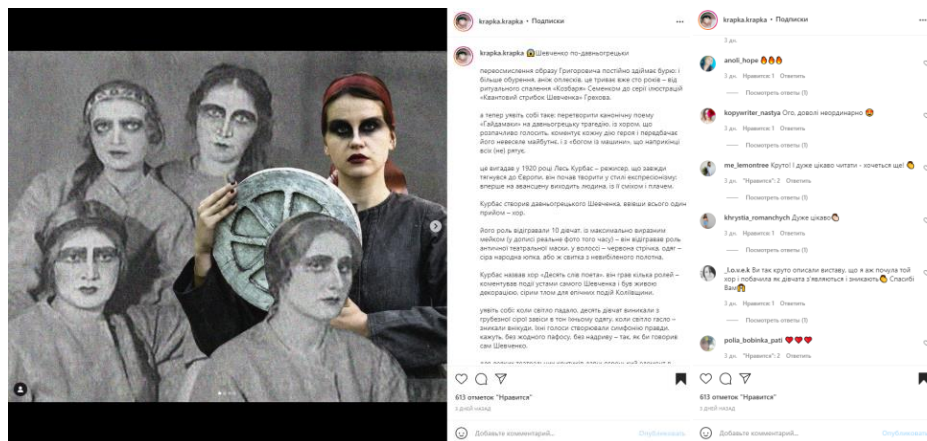 krapka.krapka • Подписки
krapka.krapka 😱Шевченко по-давньогрецьки
переосмислення образу Григоровича постійно здіймає бурю: і
більше обурення, аніж оплесків. це триває вже сто років – від
ритуального спалення «Кобзаря» Семенком до серії ілюстрацій
«Квантовий стрибок Шевченка» Грехова.
а тепер уявіть собі таке: перетворити канонічну поему
«Гайдамаки» на давньогрецьку трагедію. із хором, що
розпачливо голосить, коментує кожну дію героя і передбачає
його невеселе майбутнє, і з «богом із машини», що наприкінці
всіх (не) рятує.
це вигадав у 1920 році Лесь Курбас – режисер, що завжди
тягнувся до Європи. він почав творити у стилі експресіонізму:
вперше на авансцену виходить людина, із її сміхом і плачем.
Курбас створив давньогрецького Шевченка, ввівши всього один
прийом – хор.
його роль відігравали 10 дівчат, із максимально виразним
мейком (у дописі реальне фото того часу) – він відігравав роль
античної театральної маски. у волоссі – червона стрічка, одяг –
сіра народна юпка, або ж свитка з невибіленого полотна.
Курбас назвав хор «Десять слів поета». він грав кілька ролей –
коментував події устами самого Шевченка і був живою
декорацією, сірим тлом для епічних подій Коліївщини.
уявіть собі: коли світло падало, десять дівчат виникали з
грубезної сірої завіси в тон їхньому одягу. коли світло гасло –
зникали внікуди. їхні голоси створювали симфонію правди,
кажуть, без жодного пафосу, без надриву – так, як би говорив
сам Шевченко.
613 отметок "Нравится"
3 дней назад
Добавьте комментарий...
Опубликовать
krapka.krapka • Подписки
3 дн.
anoli_hope 🔥🔥🔥
3 дн. Нравится: 1 Ответить
Посмотреть ответы (1)
kopywriter_nastya Ого, доволі неординарно 😍
3 дн. Нравится: 1 Ответить
Посмотреть ответы (1)
me_lemontree Круто! І дуже цікаво читати - хочеться ще! 👏
3 дн. "Нравится": 2 Ответить
Посмотреть ответы (1)
khrystia_romanchych Дуже цікаво👏🏻
3 дн. Нравится: 1 Ответить
Посмотреть ответы (1)
Ви так круто описали виставу, що я аж почула той
хор і побачила як дівчата з'являються і зникають👏 Спасибі
Вам
3 дн. Нравится: 1 Ответить
Посмотреть ответы (1)
polia_bobinka_pati ❤️❤️❤️
3 дн. "Нравится": 2 Ответить
613 отметок "Нравится"
3 дней назад
Добавьте комментарий...
Опубликовать